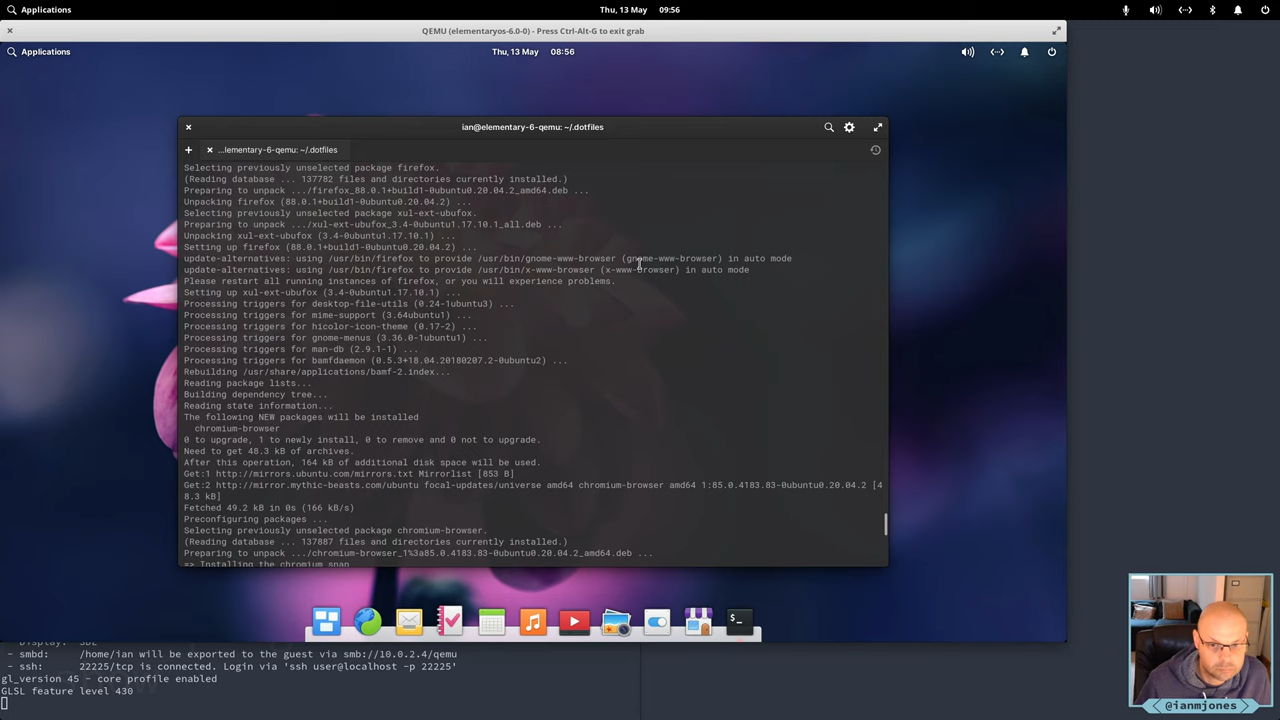 Applications
Thu, 13 May 09:56
QEMU (elementaryos-6.0-0) - Press Ctrl-Alt-G to exit grab
Applications
Thu, 13 May 08:56
ian@elementary-6-qemu: ~/.dotfiles
...lementary-6-qemu: ~/.dotfiles
Selecting previously unselected package firefox.
(Reading database ... 137782 files and directories currently installed.)
Preparing to unpack .../firefox_88.0.1+build1-0ubuntu0.20.04.2_amd64.deb ...
Unpacking firefox (88.0.1+build1-0ubuntu0.20.04.2) ...
Selecting previously unselected package xul-ext-ubufox.
Preparing to unpack .../xul-ext-ubufox_3.4-0ubuntu1.17.10.1_all.deb ...
Unpacking xul-ext-ubufox (3.4-0ubuntu1.17.10.1) ...
Setting up firefox (88.0.1+build1-0ubuntu0.20.04.2) ...
update-alternatives: using /usr/bin/firefox to provide /usr/bin/gnome-www-browser (gnome-www-browser) in auto mode
update-alternatives: using /usr/bin/firefox to provide /usr/bin/x-www-browser (x-www-browser) in auto mode
Please restart all running instances of firefox, or you will experience problems.
Setting up xul-ext-ubufox (3.4-0ubuntu1.17.10.1) ...
Processing triggers for desktop-file-utils (0.24-1ubuntu3) ...
Processing triggers for mime-support (3.64ubuntu1) ...
Processing triggers for hicolor-icon-theme (0.17-2) ...
Processing triggers for gnome-menus (3.36.0-1ubuntu1) ...
Processing triggers for man-db (2.9.1-1) ...
Processing triggers for bamfdaemon (0.5.3+18.04.20180207.2-0ubuntu2) ...
Rebuilding /usr/share/applications/bamf-2.index...
Reading package lists...
Building dependency tree...
Reading state information...
The following NEW packages will be installed
chromium-browser
0 to upgrade, 1 to newly install, 0 to remove and 0 not to upgrade.
Need to get 48.3 kB of archives.
After this operation, 164 kB of additional disk space will be used.
Get:1 http://mirrors.ubuntu.com/mirrors.txt Mirrorlist [853 B]
Get:2 http://mirror.mythic-beasts.com/ubuntu focal-updates/universe amd64 chromium-browser amd64 1:85.0.4183.83-0ubuntu0.20.04.2 [4
8.3 kB]
Fetched 49.2 kB in 0s (166 kB/s)
Preconfiguring packages ...
Selecting previously unselected package chromium-browser.
(Reading database ... 137887 files and directories currently installed.)
Preparing to unpack .../chromium-browser_1%3a85.0.4183.83-0ubuntu0.20.04.2_amd64.deb ...
=> Installing the chromium snap
- Display: SDL
- smbd: /home/ian will be exported to the guest via smb://10.0.2.4/qemu
- ssh: 22225/tcp is connected. Login via 'ssh user@localhost -p 22225'
gl_version 45 - core profile enabled
GLSL feature level 430
@ianmjones